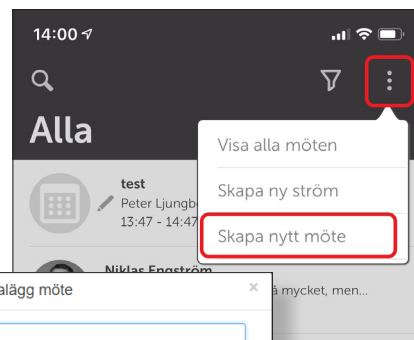 14:00
Alla
Visa alla möten
Skapa ny ström
Skapa nytt möte
test
Peter Ljungb
13:47 - 14:47
Niklas Engström
å mycket, men...
alägg möte